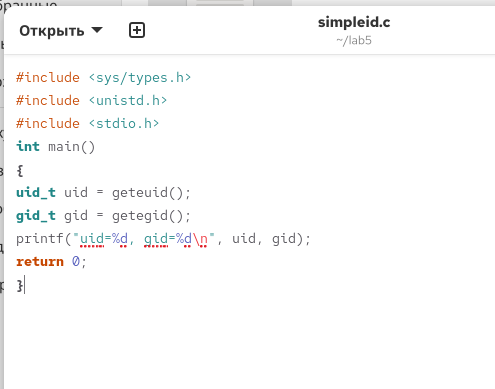 Открыть
simpleid.c
~/lab5
#include <sys/types.h>
#include <unistd.h>
#include <stdio.h>
int main()
{
uid_t uid = geteuid();
gid_t gid = getegid();
printf("uid=%d, gid=%d\n", uid, gid);
return 0;
}